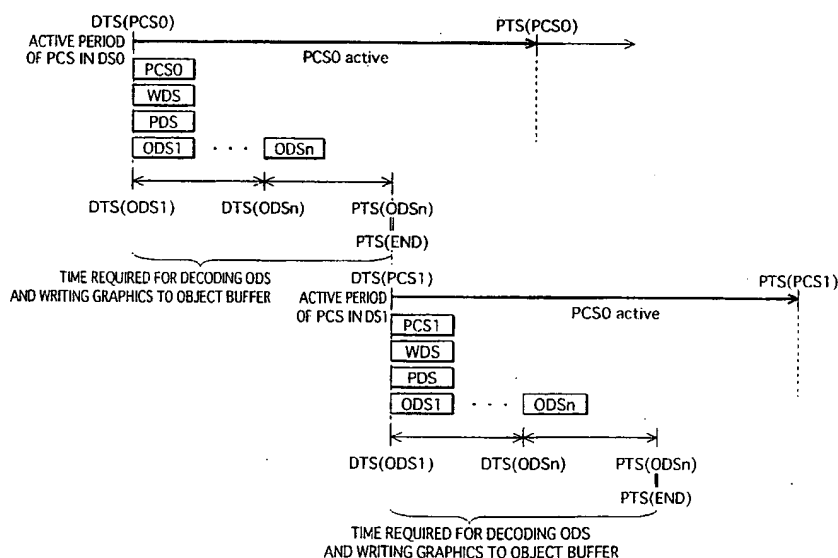 DTS(PCS0)
PTS(PCS0)
ACTIVE PERIOD
OF PCS IN DS0
PCS0 active
PCS0
WDS
PDS
ODS1 · · · ODSn
DTS(ODS1) DTS(ODSn) PTS(ODSn)
PTS(END)
TIME REQUIRED FOR DECODING ODS
AND WRITING GRAPHICS TO OBJECT BUFFER
DTS(PCS1)
PTS(PCS1)
ACTIVE PERIOD
OF PCS IN DS1
PCS0 active
PCS1
WDS
PDS
ODS1 · · · ODSn
DTS(ODS1) DTS(ODSn) PTS(ODSn)
PTS(END)
TIME REQUIRED FOR DECODING ODS
AND WRITING GRAPHICS TO OBJECT BUFFER